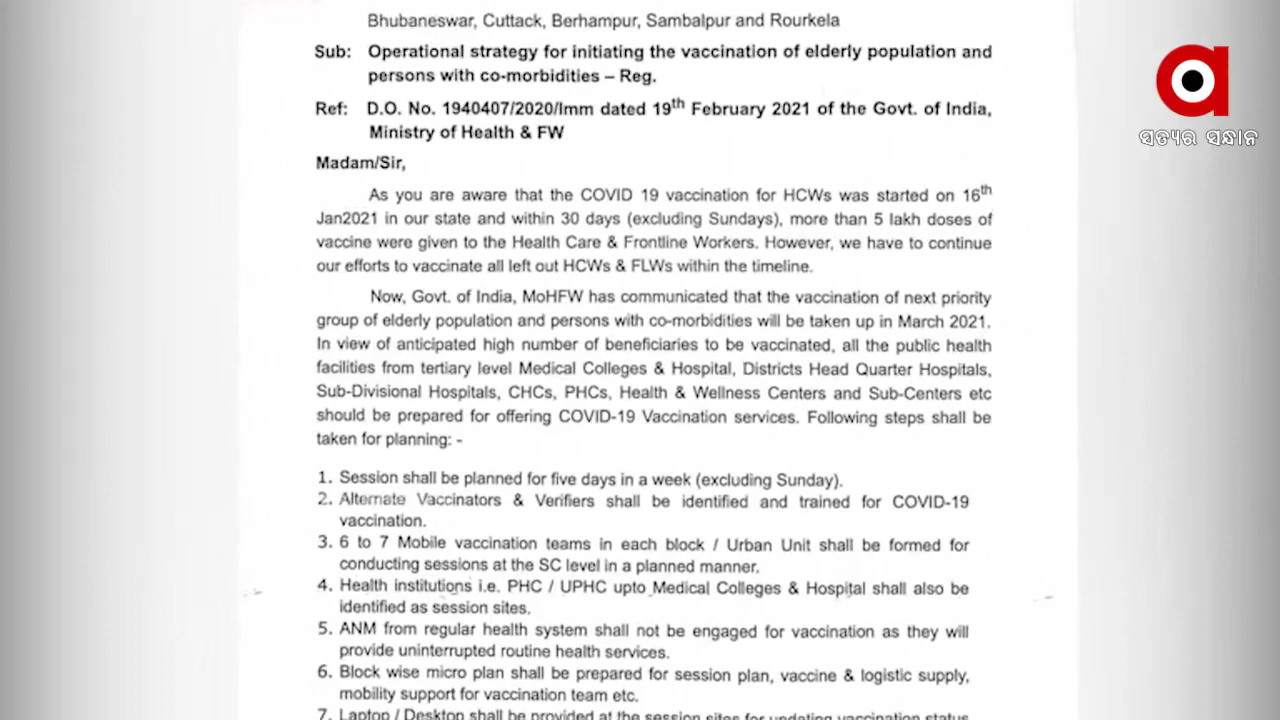 Bhubaneswar, Cuttack, Berhampur, Sambalpur and Rourkela
Sub: Operational strategy for initiating the vaccination of elderly population and
persons with co-morbidities – Reg.
Ref: D.O. No. 1940407/2020/Imm dated 19th February 2021 of the Govt. of India,
Ministry of Health & FW
Madam/Sir,
As you are aware that the COVID 19 vaccination for HCWs was started on 16th
Jan2021 in our state and within 30 days (excluding Sundays), more than 5 lakh doses of
vaccine were given to the Health Care & Frontline Workers. However, we have to continue
our efforts to vaccinate all left out HCWs & FLWs within the timeline.
Now, Govt. of India, MoHFW has communicated that the vaccination of next priority
group of elderly population and persons with co-morbidities will be taken up in March 2021.
In view of anticipated high number of beneficiaries to be vaccinated, all the public health
facilities from tertiary level Medical Colleges & Hospital, Districts Head Quarter Hospitals,
Sub-Divisional Hospitals, CHCs, PHCs, Health & Wellness Centers and Sub-Centers etc
should be prepared for offering COVID-19 Vaccination services. Following steps shall be
taken for planning: -
1. Session shall be planned for five days in a week (excluding Sunday).
2. Alternate Vaccinators & Verifiers shall be identified and trained for COVID-19
vaccination.
3. 6 to 7 Mobile vaccination teams in each block / Urban Unit shall be formed for
conducting sessions at the SC level in a planned manner.
4. Health institutions i.e. PHC / UPHC upto Medical Colleges & Hospital shall also be
identified as session sites.
5. ANM from regular health system shall not be engaged for vaccination as they will
provide uninterrupted routine health services.
6. Block wise micro plan shall be prepared for session plan, vaccine & logistic supply,
mobility support for vaccination team etc.
7. Laptop / Desktop shall be provided at the session sites for updating vaccination status
a
ସତ୍ୟର ସନ୍ଧାନ